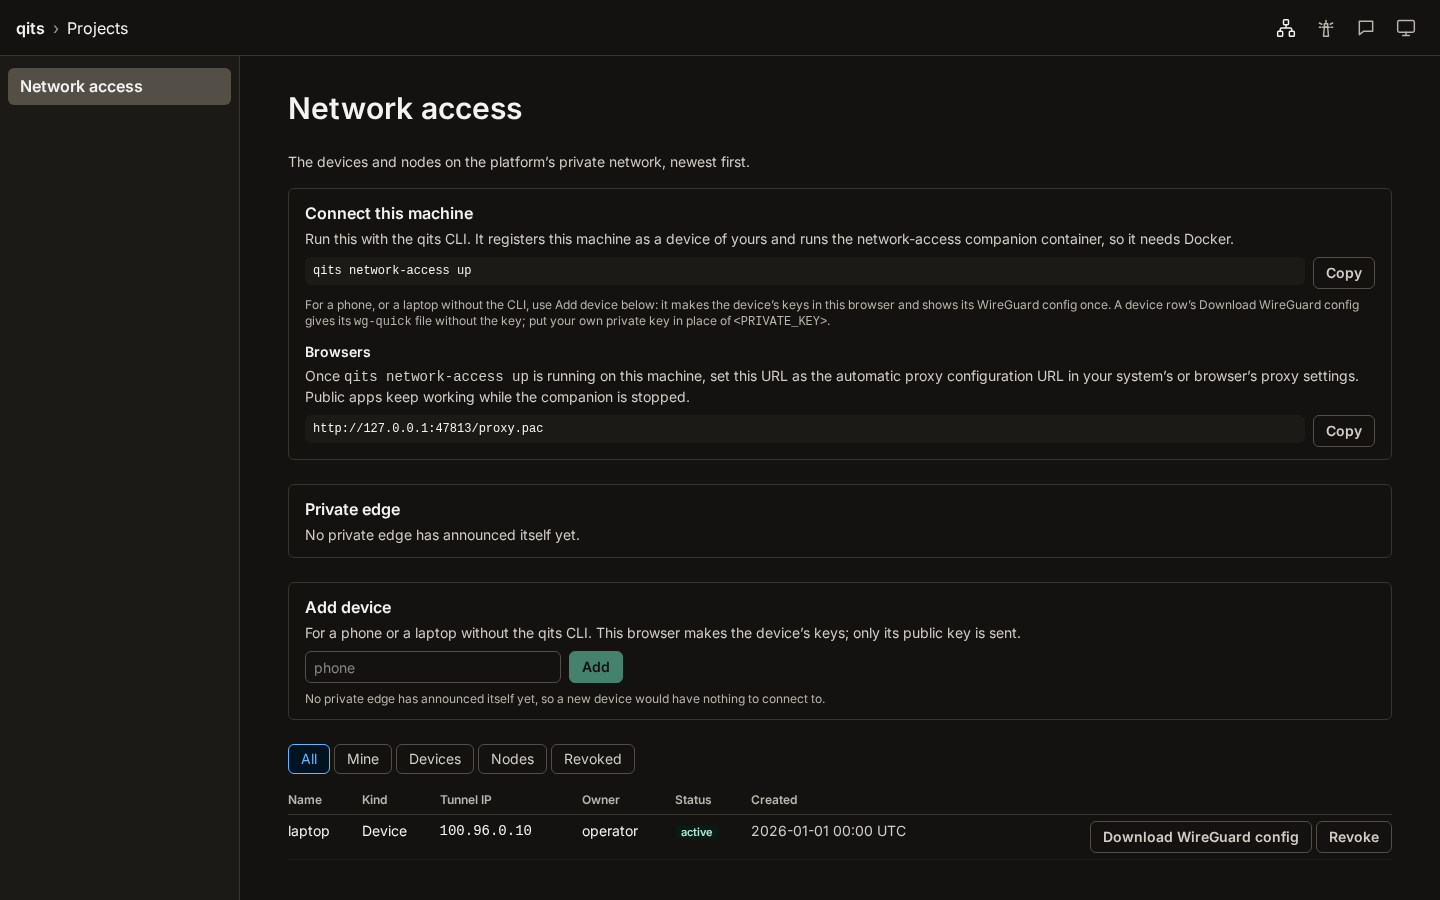 qits › Projects
Network access
Network access
The devices and nodes on the platform’s private network, newest first.
Connect this machine
Run this with the qits CLI. It registers this machine as a device of yours and runs the network-access companion container, so it needs Docker.
qits network-access up
Copy
For a phone, or a laptop without the CLI, use Add device below: it makes the device’s keys in this browser and shows its WireGuard config once. A device row’s Download WireGuard config
gives its wg-quick file without the key; put your own private key in place of <PRIVATE_KEY>.
Browsers
Once qits network-access up is running on this machine, set this URL as the automatic proxy configuration URL in your system’s or browser’s proxy settings.
Public apps keep working while the companion is stopped.
http://127.0.0.1:47813/proxy.pac
Copy
Private edge
No private edge has announced itself yet.
Add device
For a phone or a laptop without the qits CLI. This browser makes the device’s keys; only its public key is sent.
phone
Add
No private edge has announced itself yet, so a new device would have nothing to connect to.
All Mine Devices Nodes Revoked
Name Kind Tunnel IP Owner Status Created
laptop Device 100.96.0.10 operator active 2026-01-01 00:00 UTC Download WireGuard config Revoke